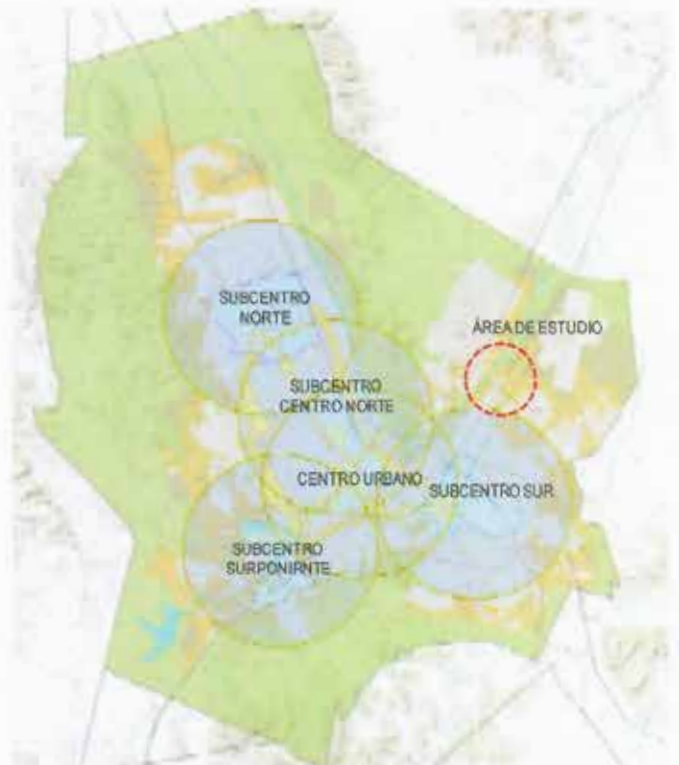 SUBCENTRO
NORTE
ÁREA DE ESTUDIO
SUBCENTRO
CENTRO NORTE
CENTRO URBANO
SUBCENTRO SUR
SUBCENTRO
SURPONIRNTE